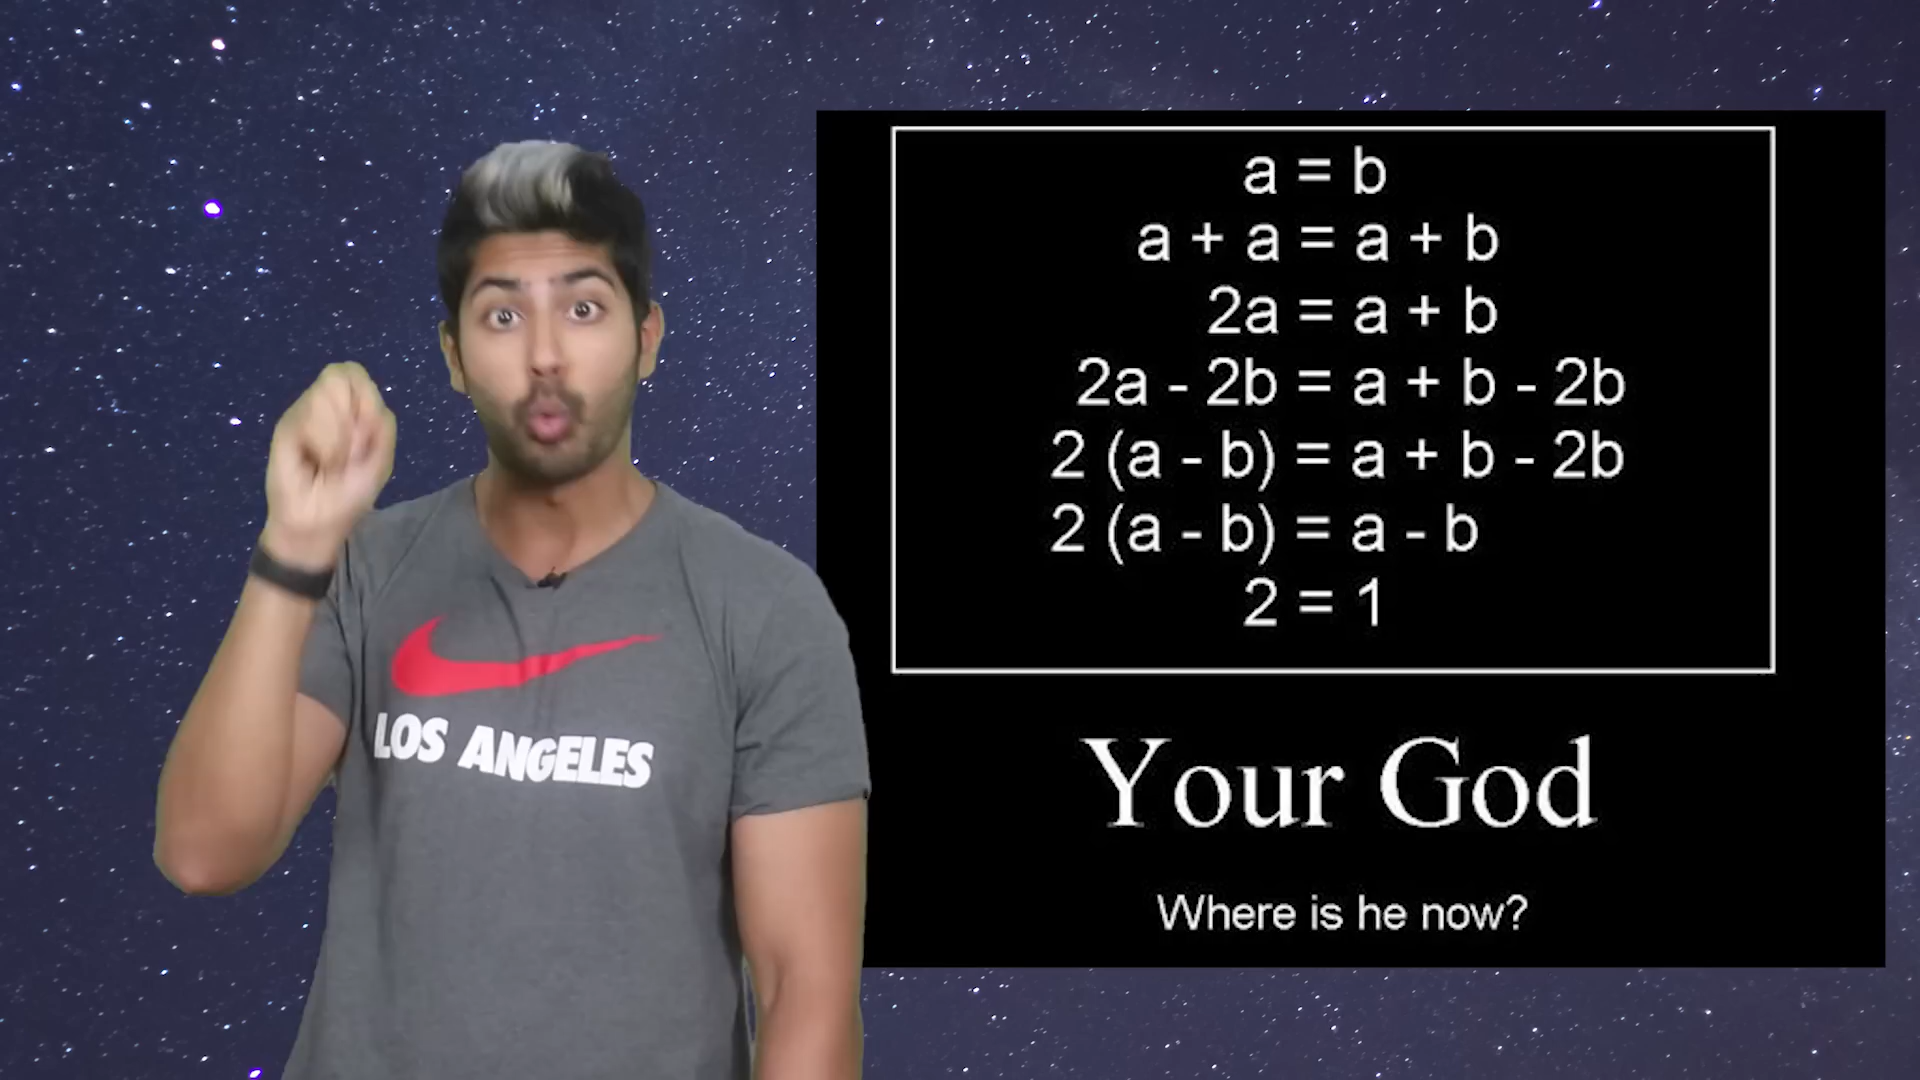 a = b
a + a = a + b
2a = a + b
2a - 2b = a + b - 2b
2 (a - b) = a + b - 2b
2 (a - b) = a - b
2 = 1
Your God
Where is he now?
LOS ANGELES